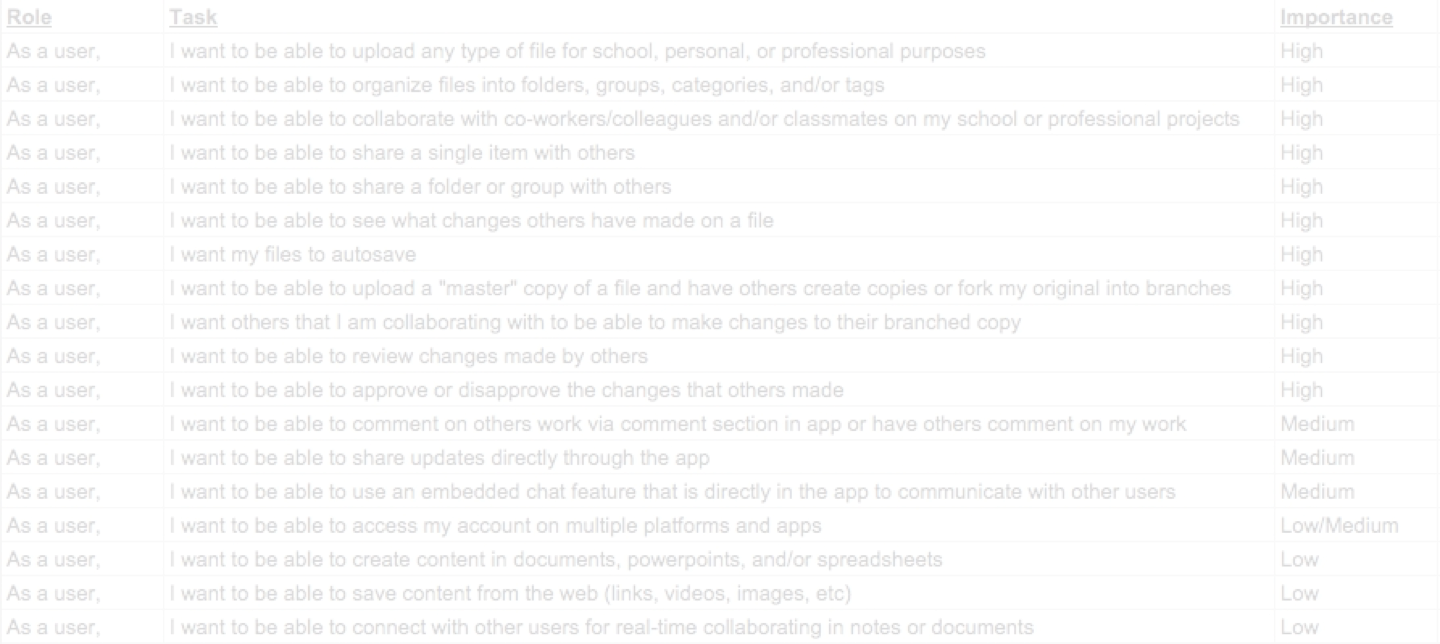 Role Task Importance
As a user, I want to be able to upload any type of file for school, personal, or professional purposes High
As a user, I want to be able to organize files into folders, groups, categories, and/or tags High
As a user, I want to be able to collaborate with co-workers/colleagues and/or classmates on my school or professional projects High
As a user, I want to be able to share a single item with others High
As a user, I want to be able to share a folder or group with others High
As a user, I want to be able to see what changes others have made on a file High
As a user, I want my files to autosave High
As a user, I want to be able to upload a "master" copy of a file and have others create copies or fork my original into branches High
As a user, I want others that I am collaborating with to be able to make changes to their branched copy High
As a user, I want to be able to review changes made by others High
As a user, I want to be able to approve or disapprove the changes that others made High
As a user, I want to be able to comment on others work via comment section in app or have others comment on my work Medium
As a user, I want to be able to share updates directly through the app Medium
As a user, I want to be able to use an embedded chat feature that is directly in the app to communicate with other users Medium
As a user, I want to be able to access my account on multiple platforms and apps Low/Medium
As a user, I want to be able to create content in documents, powerpoints, and/or spreadsheets Low
As a user, I want to be able to save content from the web (links, videos, images, etc) Low
As a user, I want to be able to connect with other users for real-time collaborating in notes or documents Low